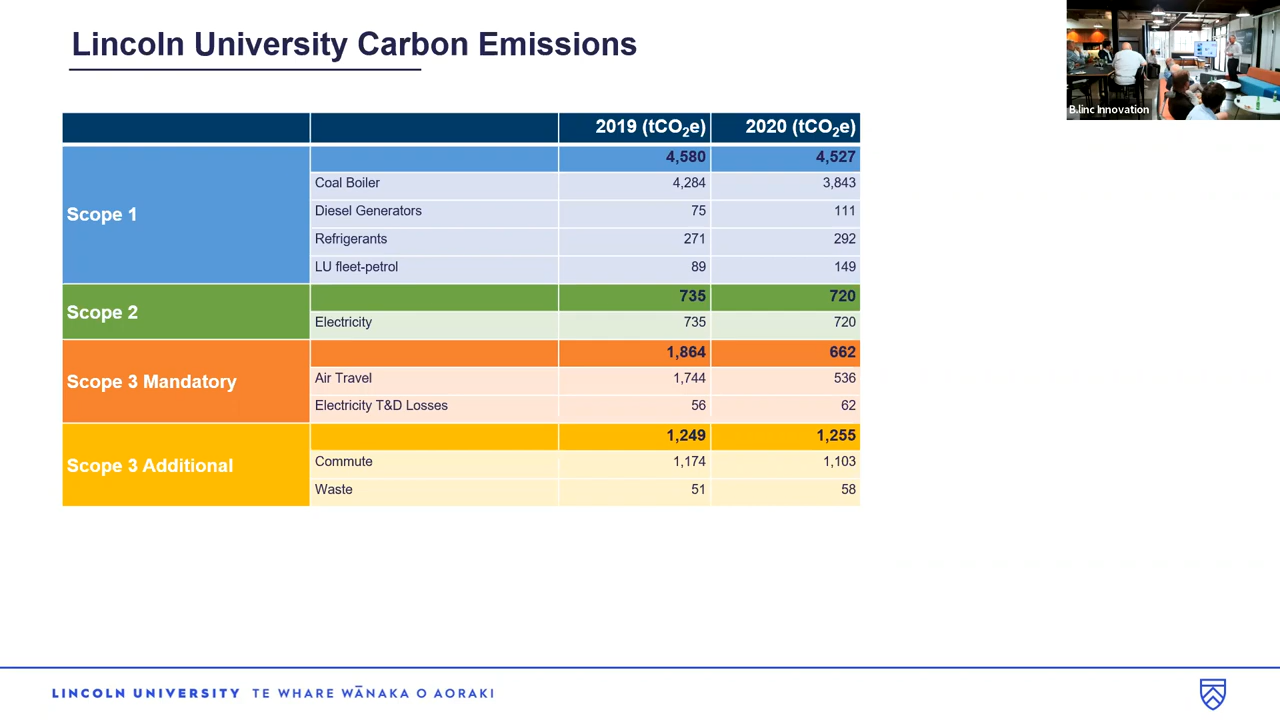 Lincoln University Carbon Emissions
B.linc Innovation
2019 (tCO₂e) 2020 (tCO₂e)
Scope 1
4,580 4,527
Coal Boiler 4,284 3,843
Diesel Generators 75 111
Refrigerants 271 292
LU fleet-petrol 89 149
Scope 2
735 720
Electricity 735 720
Scope 3 Mandatory
1,864 662
Air Travel 1,744 536
Electricity T&D Losses 56 62
Scope 3 Additional
1,249 1,255
Commute 1,174 1,103
Waste 51 58
LINCOLN UNIVERSITY TE WHARE WĀNAKA O AORAKI